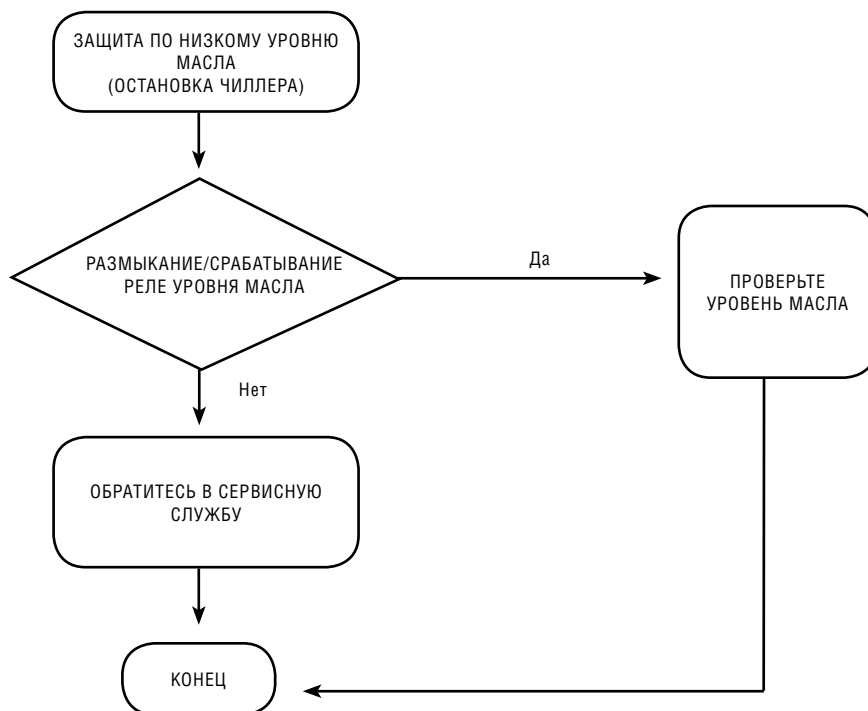 ЗАЩИТА ПО НИЗКОМУ УРОВНЮ
МАСЛА
(ОСТАНОВКА ЧИЛЛЕРА)
РАЗМЫКАНИЕ/СРАБАТЫВАНИЕ
РЕЛЕ УРОВНЯ МАСЛА
Да
ПРОВЕРЬТЕ
УРОВЕНЬ МАСЛА
Нет
ОБРАТИТЕСЬ В СЕРВИСНУЮ
СЛУЖБУ
КОНЕЦ